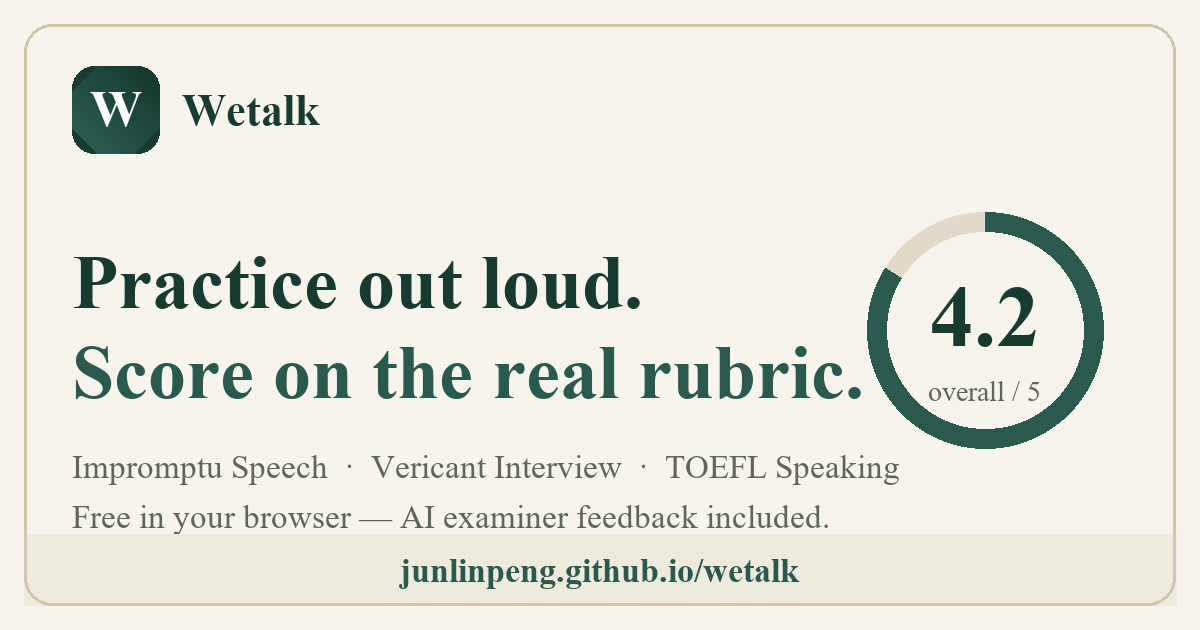 W
Wetalk
Practice out loud.
Score on the real rubric.
4.2
overall / 5
Impromptu Speech · Vericant Interview · TOEFL Speaking
Free in your browser — AI examiner feedback included.
junlinpeng.github.io/wetalk